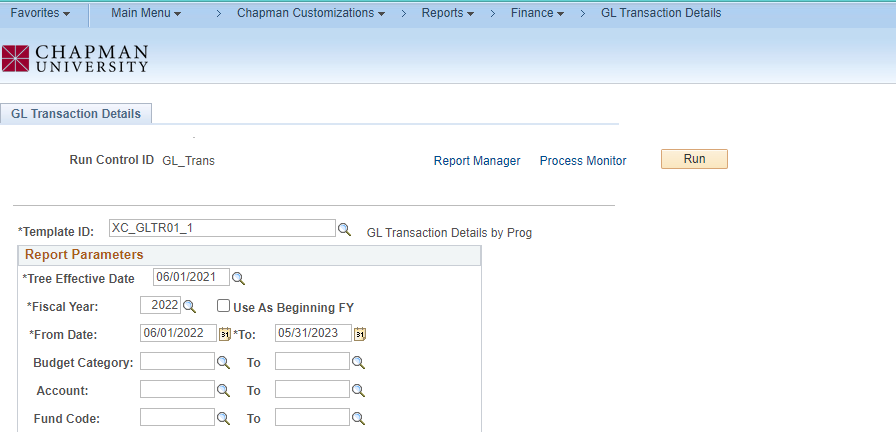 Favorites Main Menu > Chapman Customizations > Reports > Finance > GL Transaction Details
CHAPMAN
UNIVERSITY
GL Transaction Details
Run Control ID GL_Trans Report Manager Process Monitor Run
*Template ID: XC_GLTR01_1 GL Transaction Details by Prog
Report Parameters
*Tree Effective Date 06/01/2021
*Fiscal Year: 2022 Use As Beginning FY
*From Date: 06/01/2022 31 *To: 05/31/2023 31
Budget Category: To
Account: To
Fund Code: To